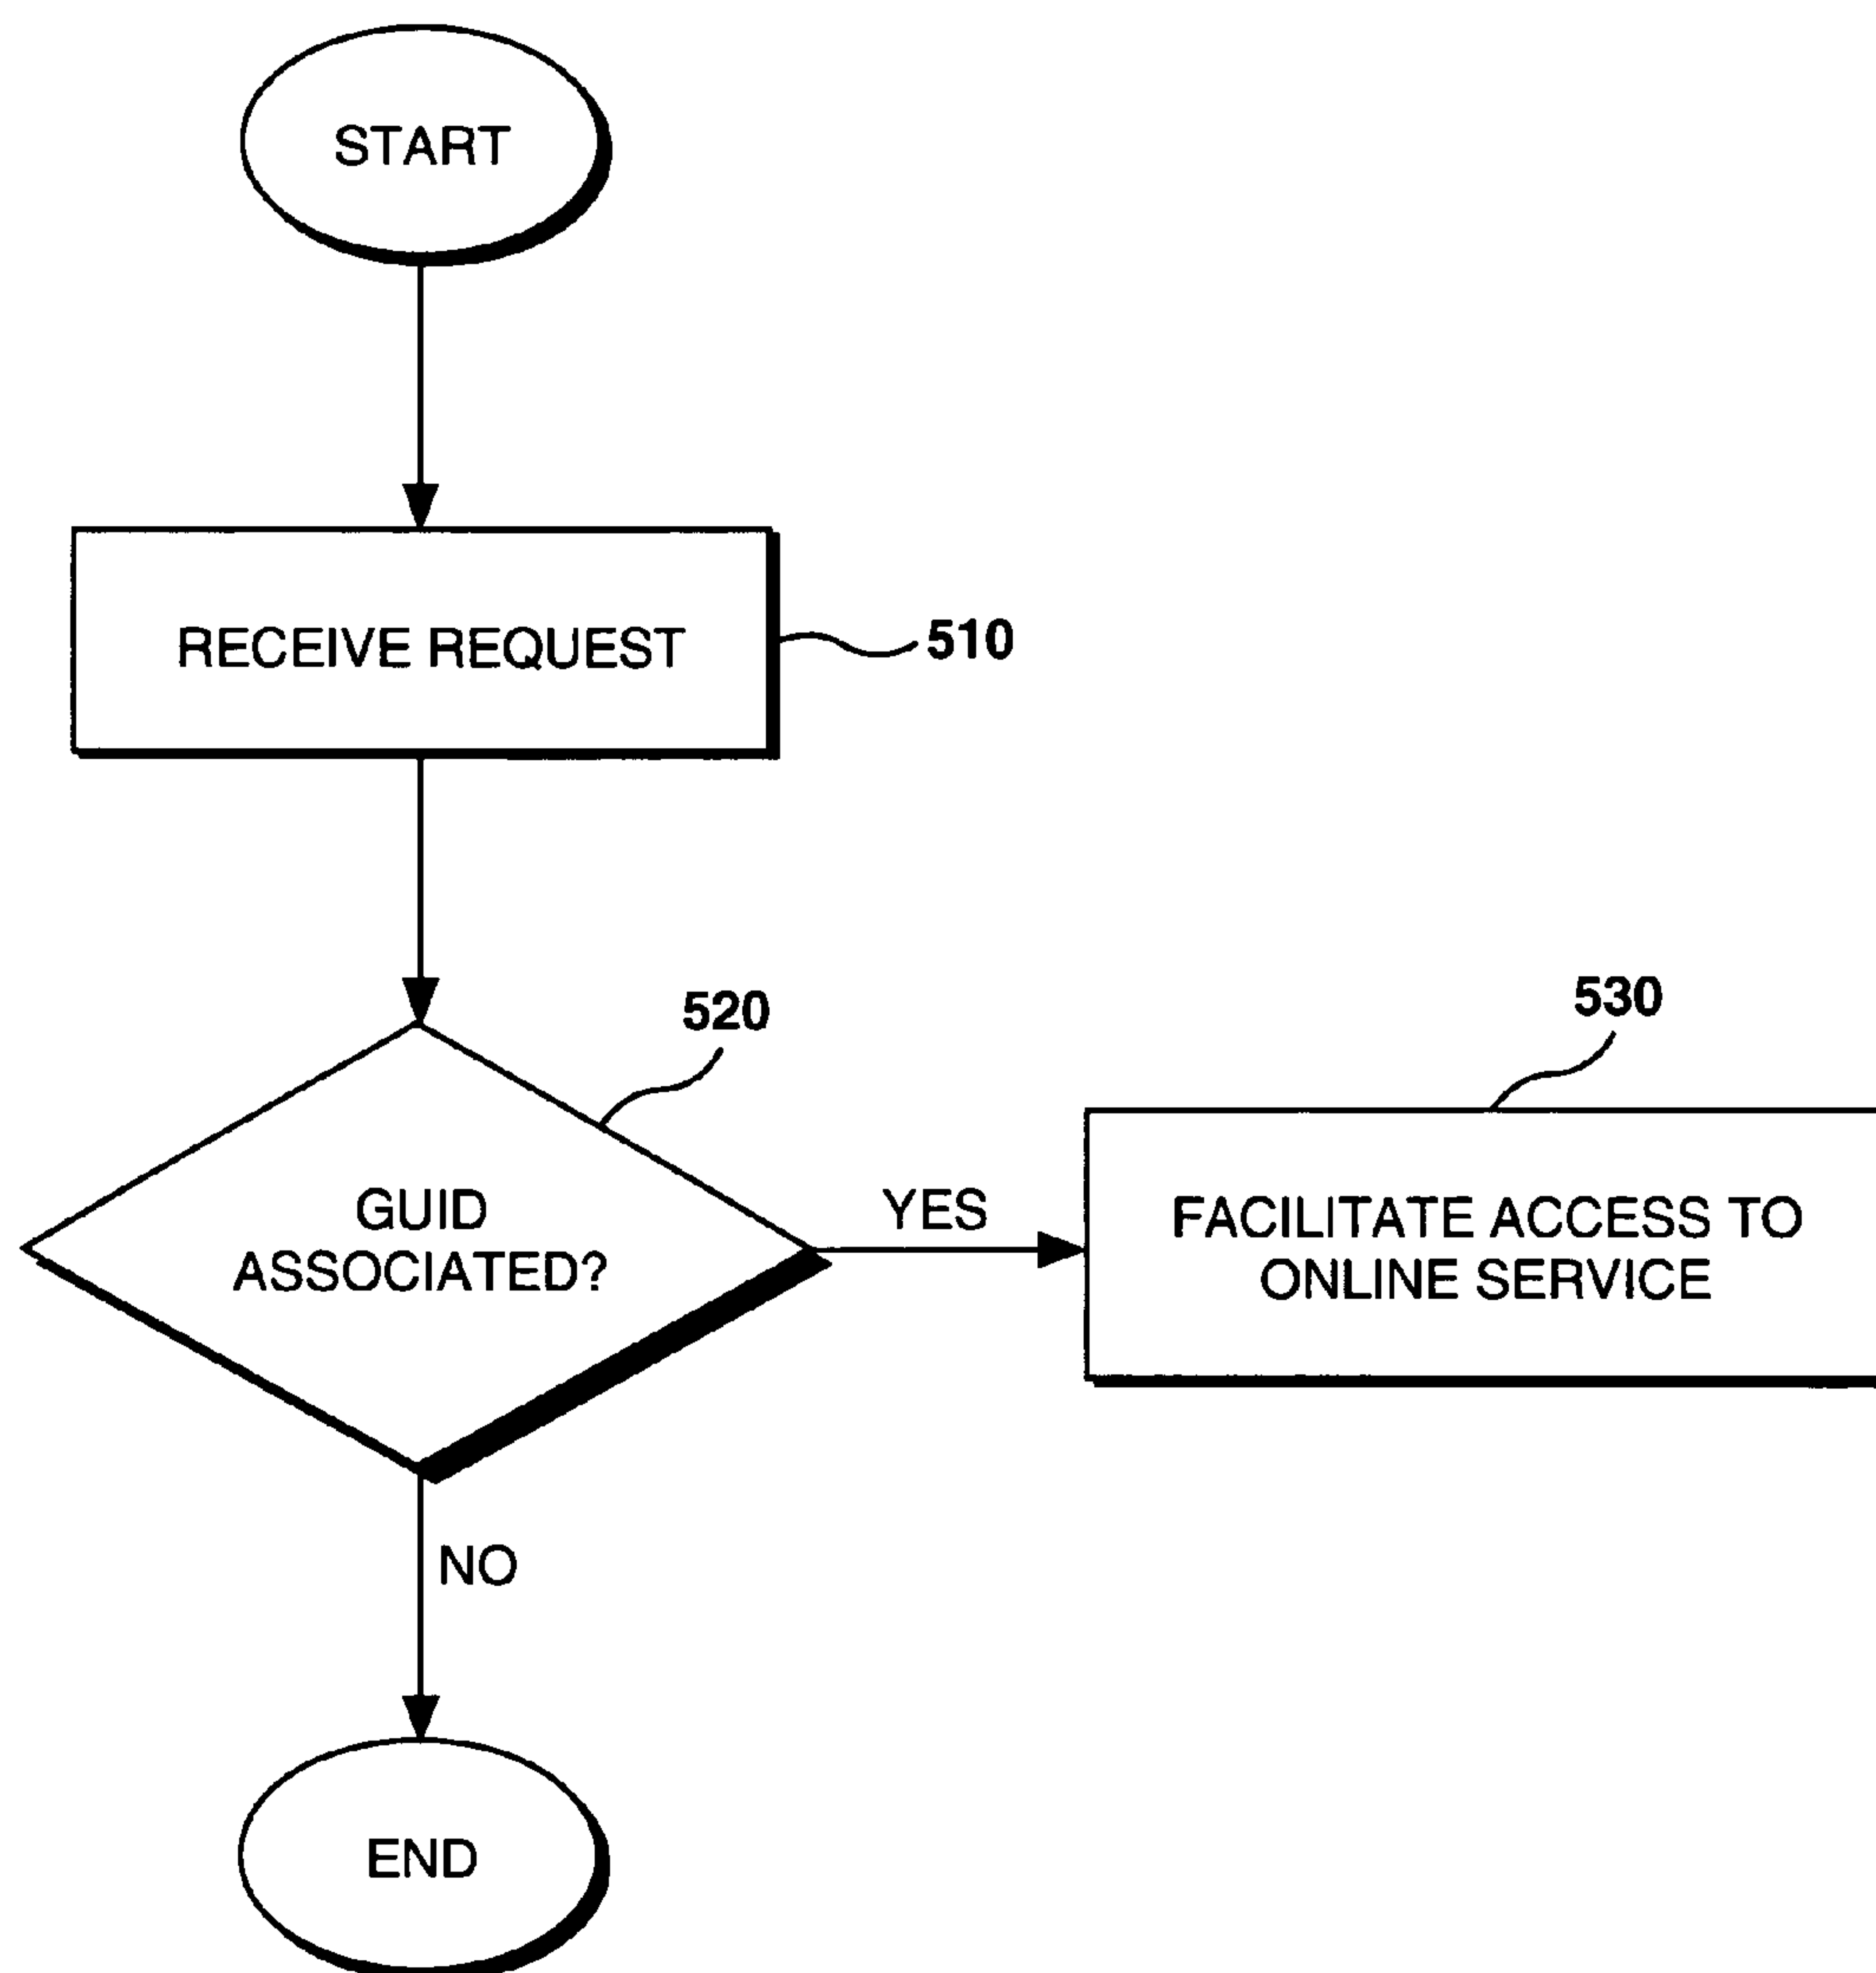 START
RECEIVE REQUEST
510
520
530
GUID
ASSOCIATED?
YES
FACILITATE ACCESS TO
ONLINE SERVICE
NO
END